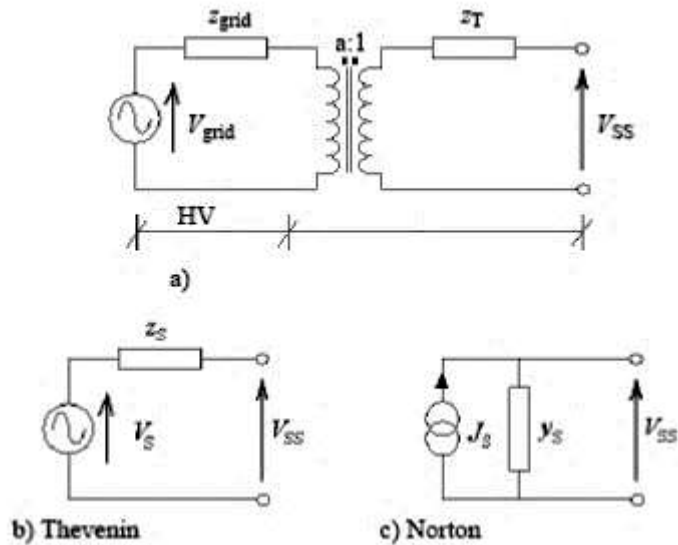 z_grid
a:1
z_T
V_grid
V_SS
HV
a)
z_S
V_S
V_SS
J_S
y_S
V_SS
b) Thevenin
c) Norton